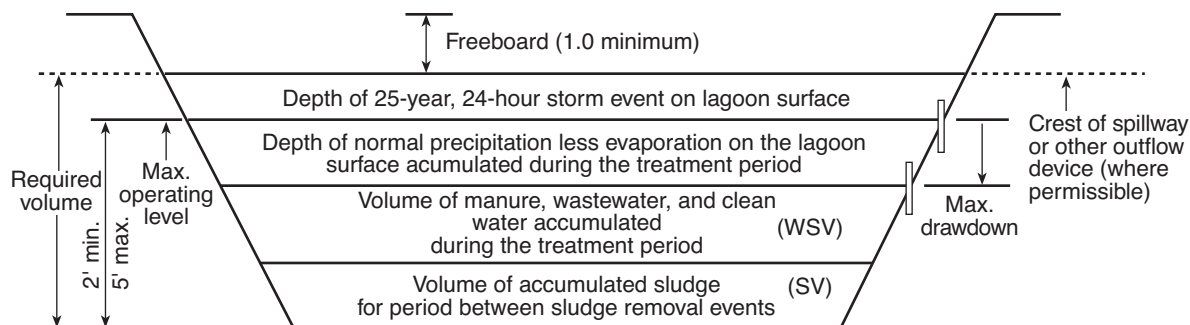 Freeboard (1.0 minimum)
Depth of 25-year, 24-hour storm event on lagoon surface
Depth of normal precipitation less evaporation on the lagoon
surface acumulated during the treatment period
Volume of manure, wastewater, and clean
water accumulated
during the treatment period
(WSV)
Volume of accumulated sludge
for period between sludge removal events
(SV)
Required
volume
2' min.
5' max.
Max.
operating
level
Max.
drawdown
Crest of spillway
or other outflow
device (where
permissible)